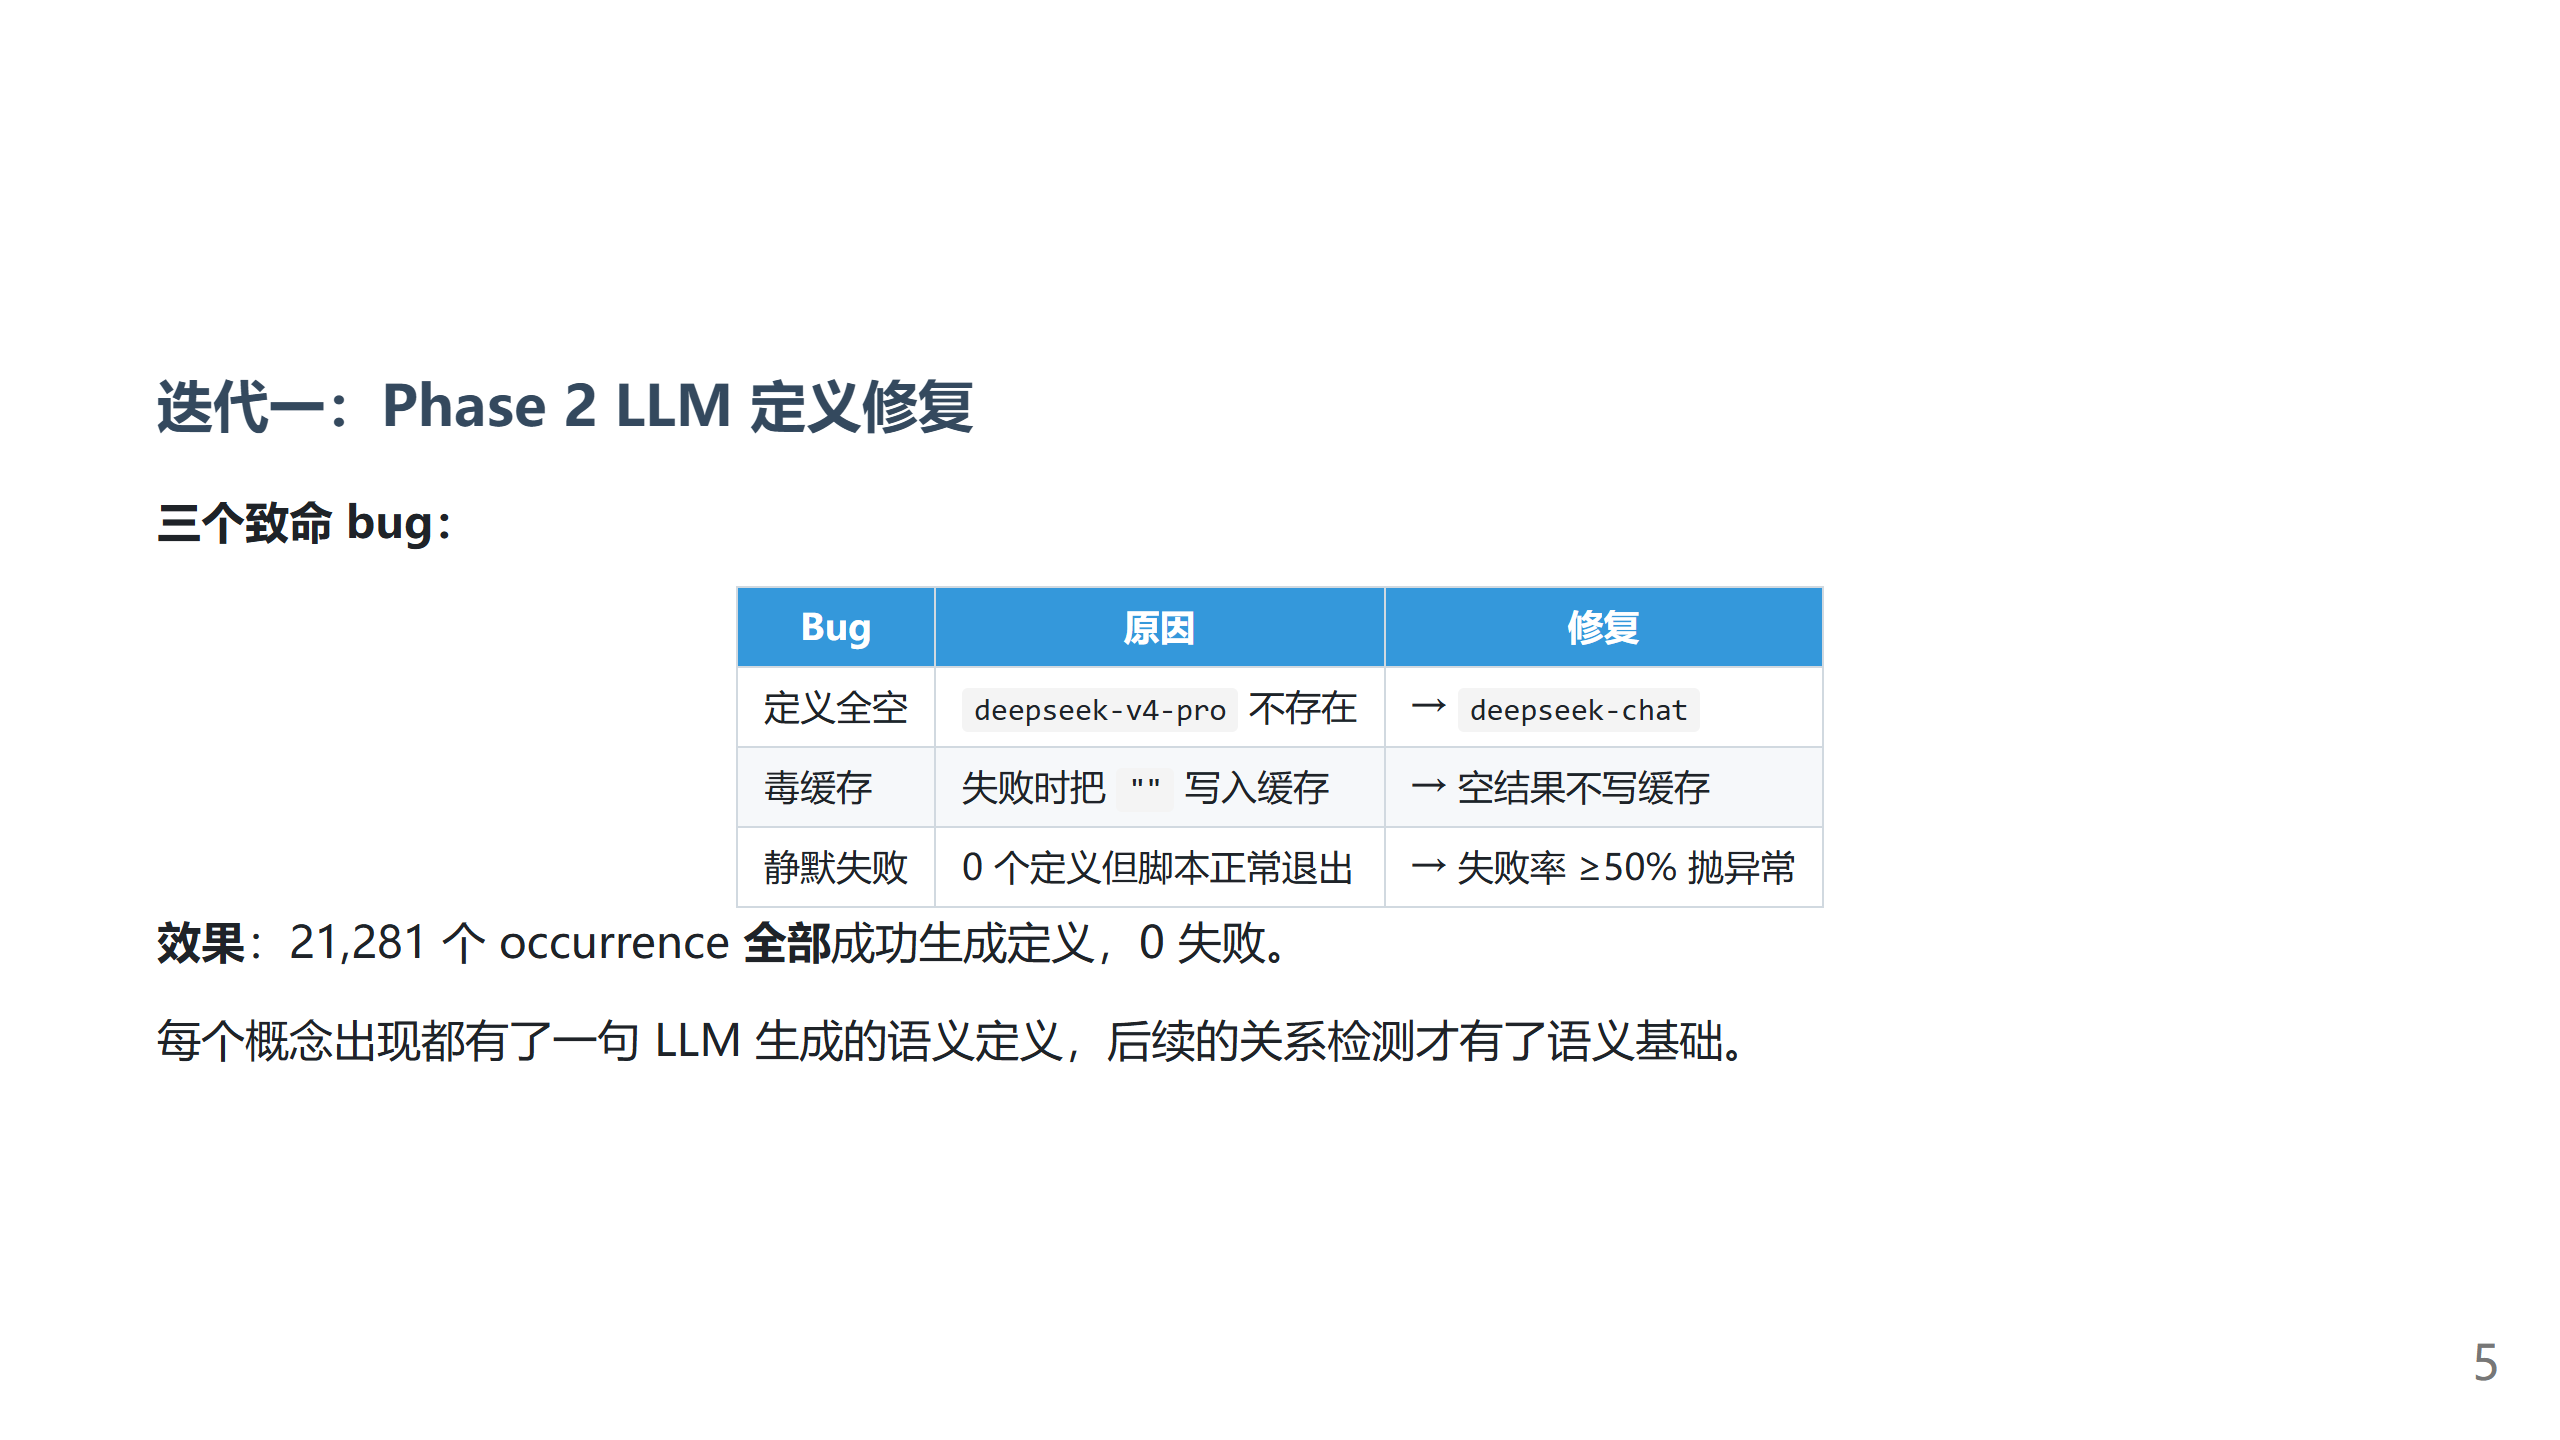 迭代一：Phase 2 LLM 定义修复
三个致命 bug：
Bug 原因 修复
定义全空 deepseek-v4-pro 不存在 → deepseek-chat
毒缓存 失败时把 "" 写入缓存 → 空结果不写缓存
静默失败 0 个定义但脚本正常退出 → 失败率 ≥50% 抛异常
效果：21,281 个 occurrence 全部成功生成定义，0 失败。
每个概念出现都有了一句 LLM 生成的语义定义，后续的关系检测才有了语义基础。
5